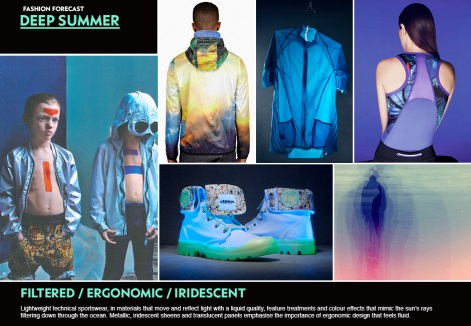 FASHION FORECAST
DEEP SUMMER
FILTERED / ERGONOMIC / IRIDESCENT
Lightweight technical sportswear, in materials that move and reflect light with a liquid quality, feature treatments and colour effects that mimic the sun's rays
filtering down through the ocean. Metallic, iridescent sheens and translucent panels emphasise the importance of ergonomic design that feels fluid.